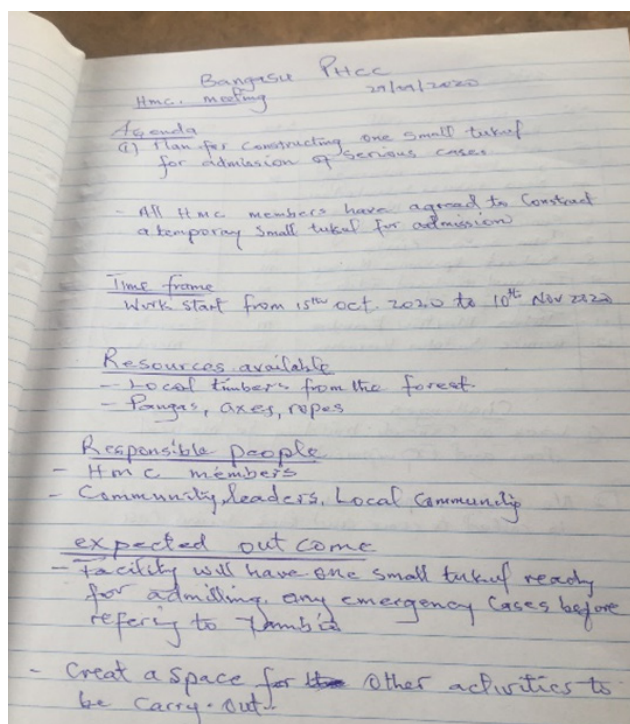 Bangasu PHCC
Hmc. meeting 29/09/2020
Agenda
(1) Plan for constructing one small tukul
for admission of serious cases
- All Hmc members have agread to Construct
a temporay small tukul for admission
Time frame
Work start from 15th oct. 2020 to 10th Nov 2020
Resources available
- Local timbers from the forest
- Pangas, axes, ropes
Responsible people
- Hmc members
- Community leaders, Local Community
expected out come
- Facility will have one small tukul ready
for admilling any emergency Cases before
refering to Yambio
- Creat a space for other activities to
be carry-out.